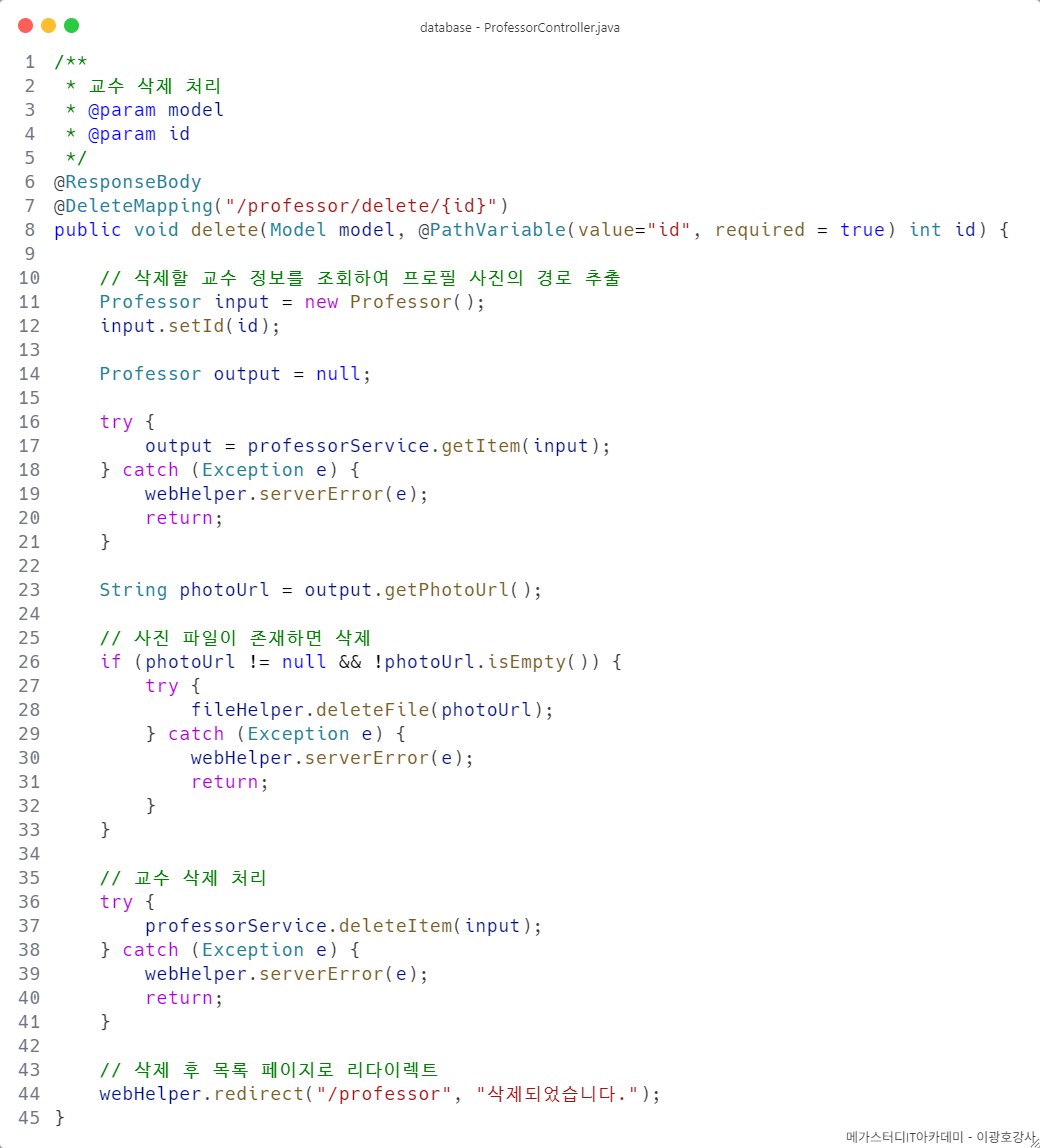 database - ProfessorController.java
1 /**
2  * 교수 삭제 처리
3  * @param model
4  * @param id
5  */
6 @ResponseBody
7 @DeleteMapping("/professor/delete/{id}")
8 public void delete(Model model, @PathVariable(value="id", required = true) int id) {
9
10     // 삭제할 교수 정보를 조회하여 프로필 사진의 경로 추출
11     Professor input = new Professor();
12     input.setId(id);
13
14     Professor output = null;
15
16     try {
17         output = professorService.getItem(input);
18     } catch (Exception e) {
19         webHelper.serverError(e);
20         return;
21     }
22
23     String photoUrl = output.getPhotoUrl();
24
25     // 사진 파일이 존재하면 삭제
26     if (photoUrl != null && !photoUrl.isEmpty()) {
27         try {
28             fileHelper.deleteFile(photoUrl);
29         } catch (Exception e) {
30             webHelper.serverError(e);
31             return;
32         }
33     }
34
35     // 교수 삭제 처리
36     try {
37         professorService.deleteItem(input);
38     } catch (Exception e) {
39         webHelper.serverError(e);
40         return;
41     }
42
43     // 삭제 후 목록 페이지로 리다이렉트
44     webHelper.redirect("/professor", "삭제되었습니다.");
45 }
메가스터디IT아카데미 - 이광호강사